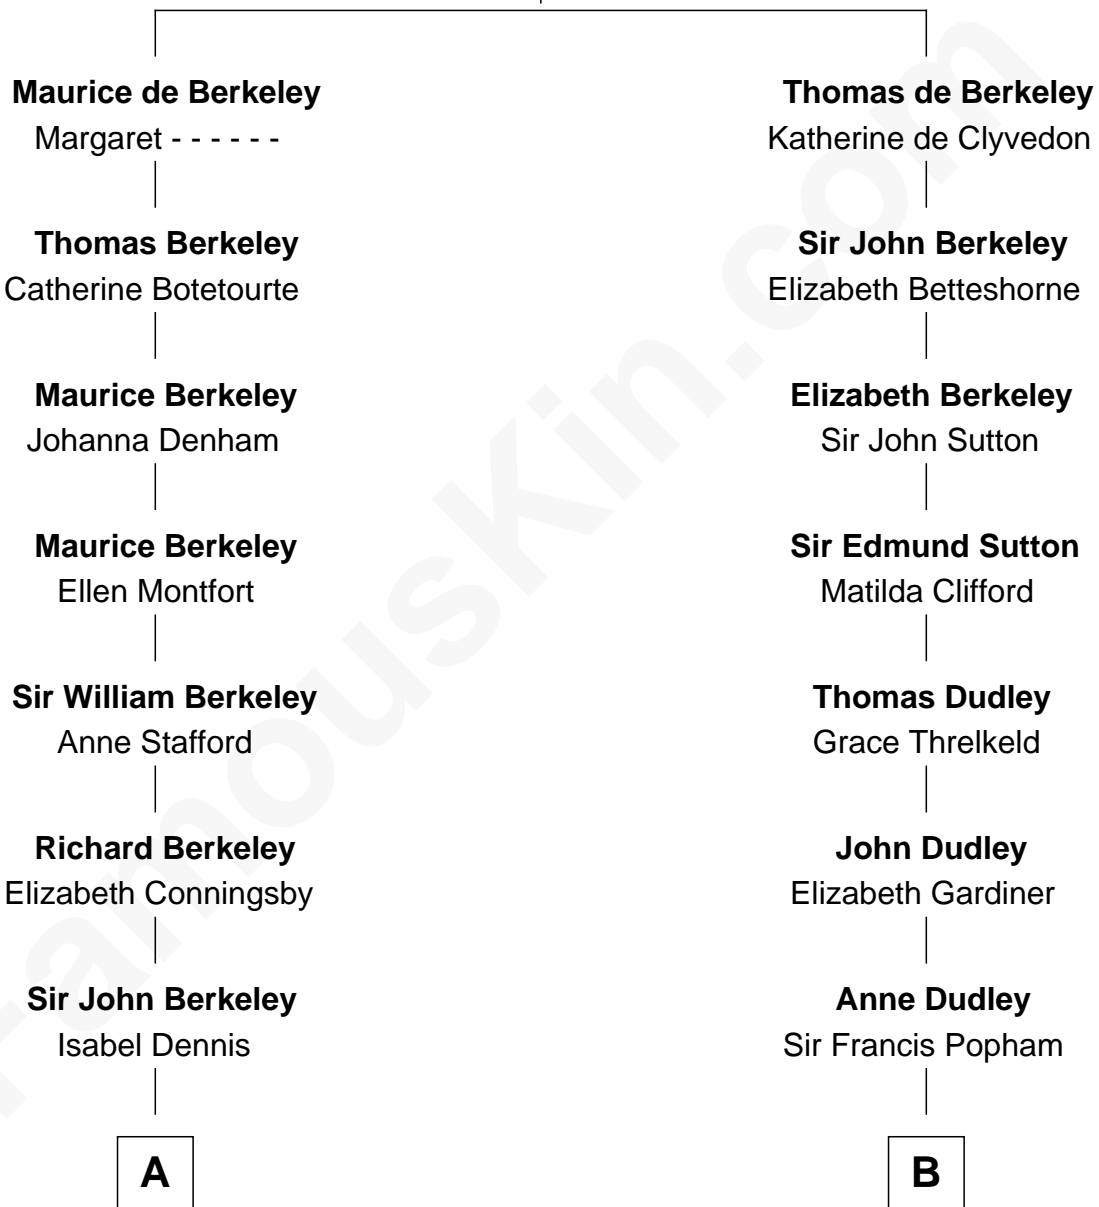 Maurice de Berkeley
Margaret - - - - - -
Thomas Berkeley
Catherine Botetourte
Maurice Berkeley
Johanna Denham
Maurice Berkeley
Ellen Montfort
Sir William Berkeley
Anne Stafford
Richard Berkeley
Elizabeth Conningsby
Sir John Berkeley
Isabel Dennis
A
Thomas de Berkeley
Katherine de Clyvedon
Sir John Berkeley
Elizabeth Betteshorne
Elizabeth Berkeley
Sir John Sutton
Sir Edmund Sutton
Matilda Clifford
Thomas Dudley
Grace Threlkeld
John Dudley
Elizabeth Gardiner
Anne Dudley
Sir Francis Popham
B
FamousKin.com